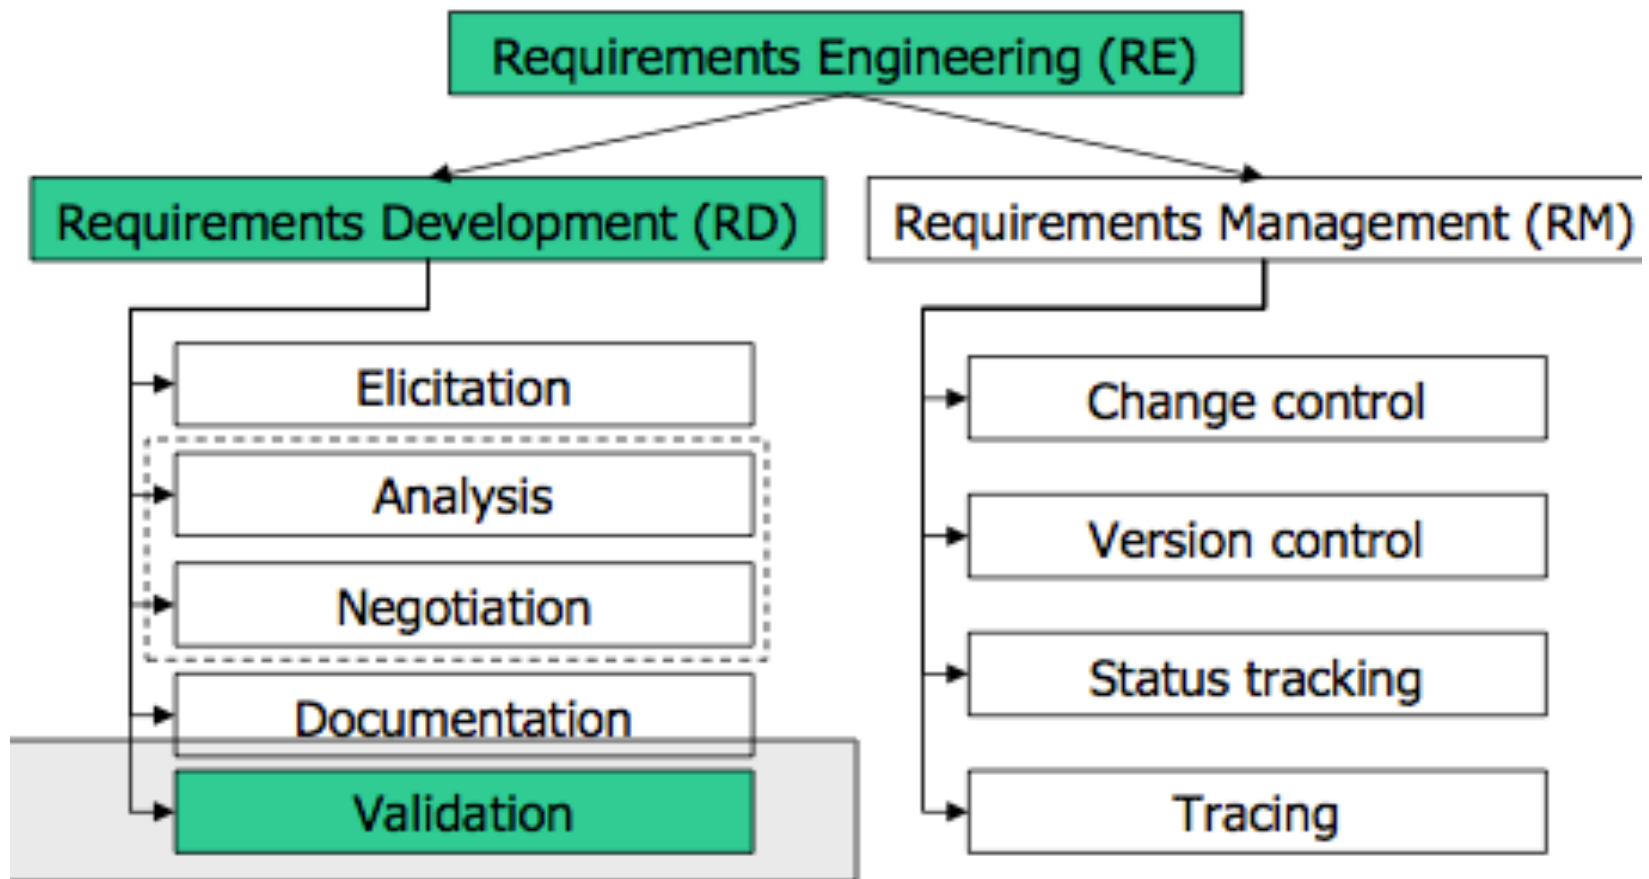 Requirements Engineering (RE)
Requirements Development (RD)
Requirements Management (RM)
Elicitation
Analysis
Negotiation
Documentation
Validation
Change control
Version control
Status tracking
Tracing